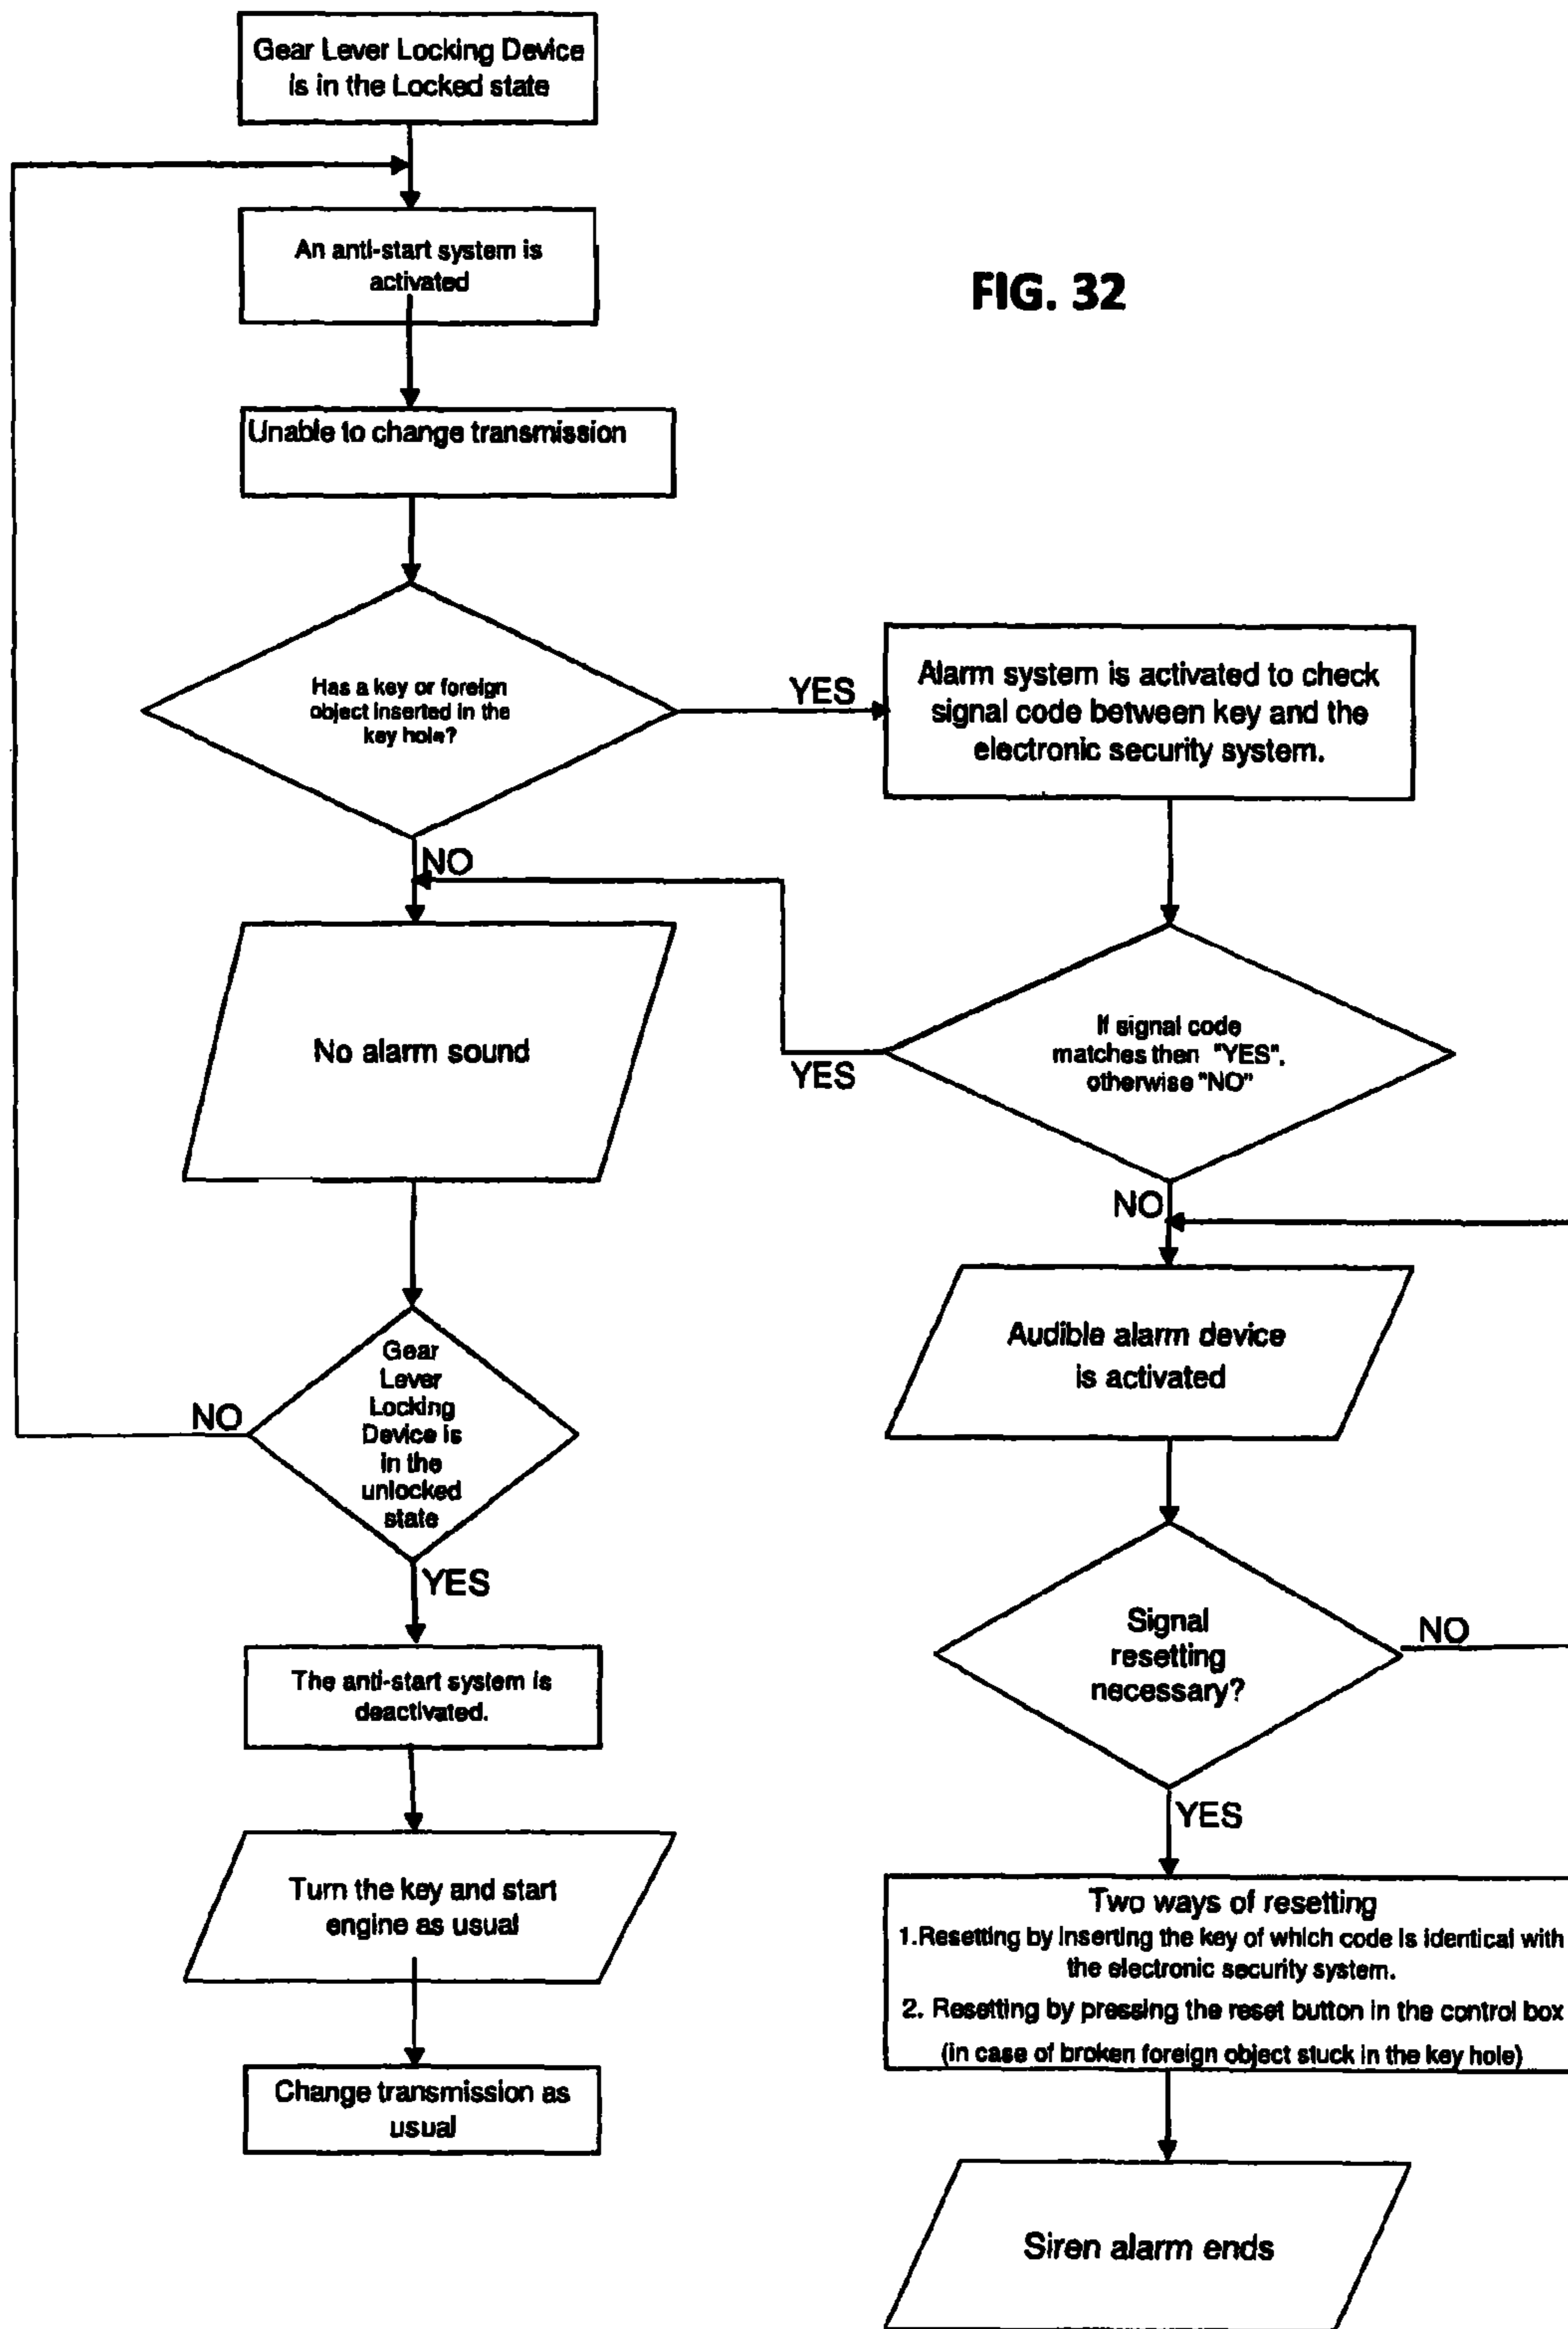 Gear Lever Locking Device
is in the Locked state
An anti-start system is
activated
FIG. 32
Unable to change transmission
Has a key or foreign
object inserted in the
key hole?
YES
Alarm system is activated to check
signal code between key and the
electronic security system.
NO
No alarm sound
If signal code
matches then "YES",
otherwise "NO"
YES
NO
Audible alarm device
is activated
Gear
Lever
Locking
Device is
in the
unlocked
state
NO
YES
Signal
resetting
necessary?
NO
The anti-start system is
deactivated.
YES
Turn the key and start
engine as usual
Two ways of resetting
1.Resetting by inserting the key of which code is identical with
the electronic security system.
2. Resetting by pressing the reset button in the control box
(in case of broken foreign object stuck in the key hole)
Change transmission as
usual
Siren alarm ends